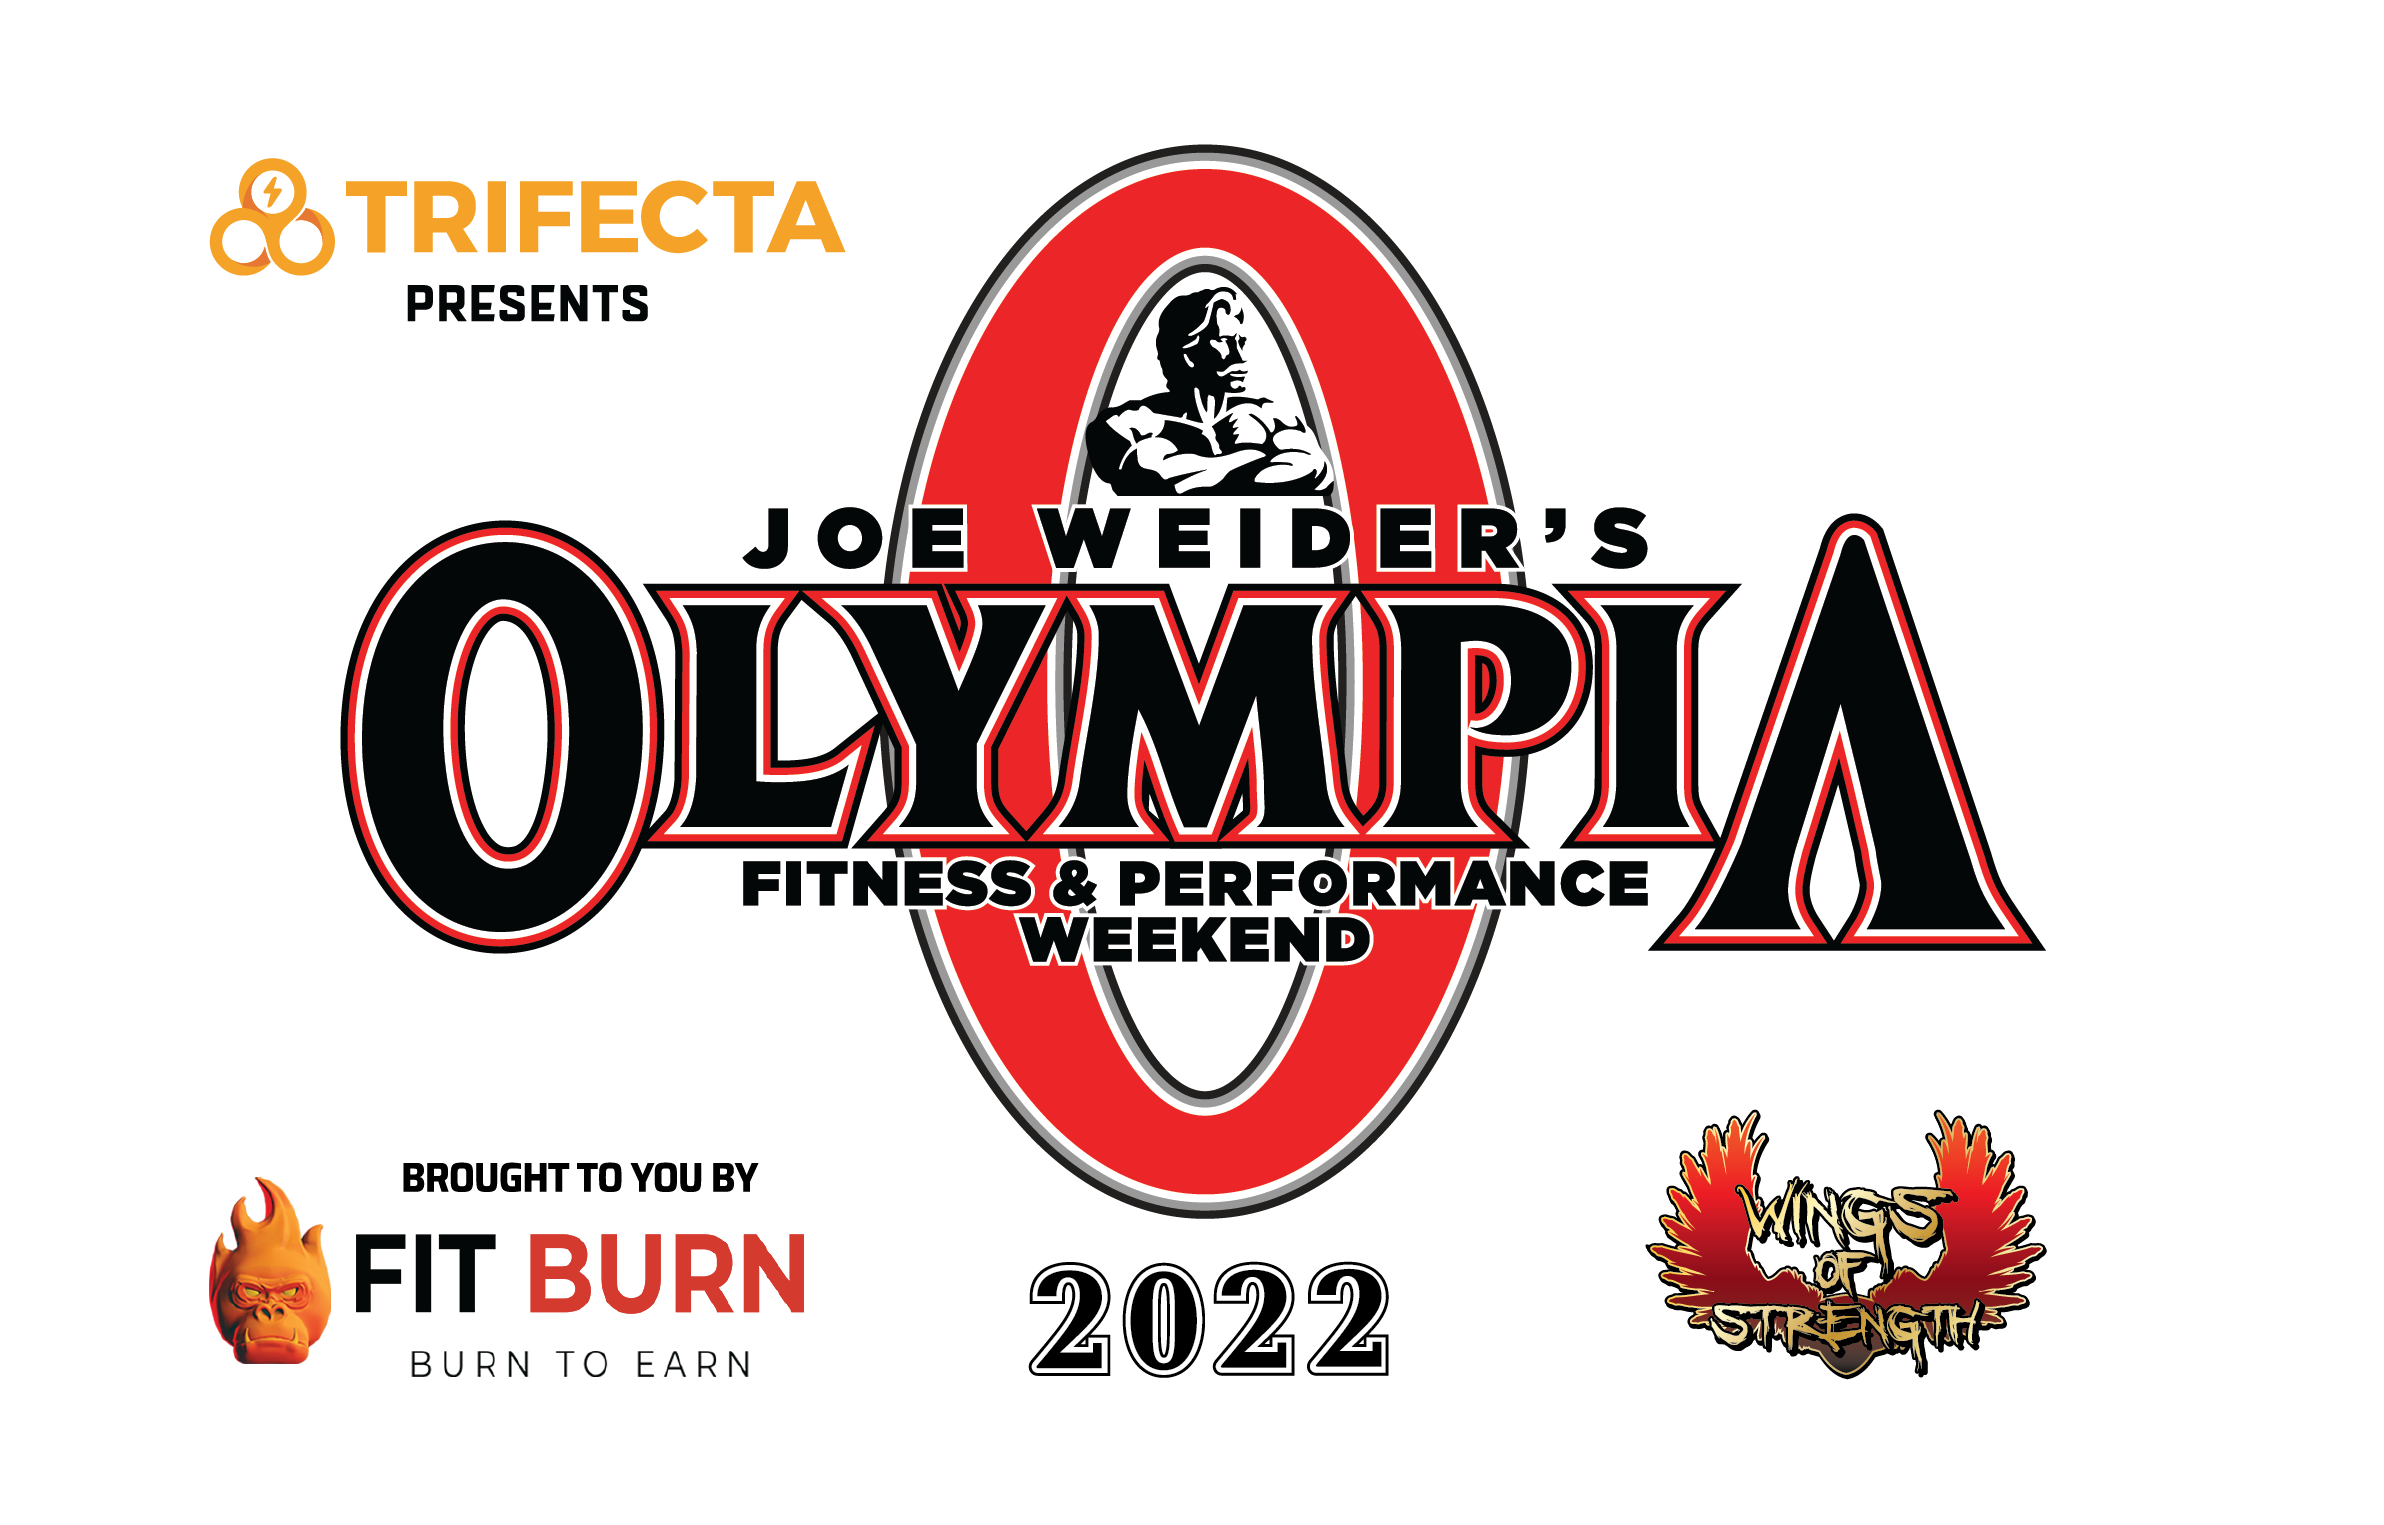 TRIFECTA
PRESENTS
JOE WEIDER'S
OLYMPIA
FITNESS & PERFORMANCE
WEEKEND
BROUGHT TO YOU BY
FIT BURN
BURN TO EARN
2022
WINGS
OF
STRENGTH